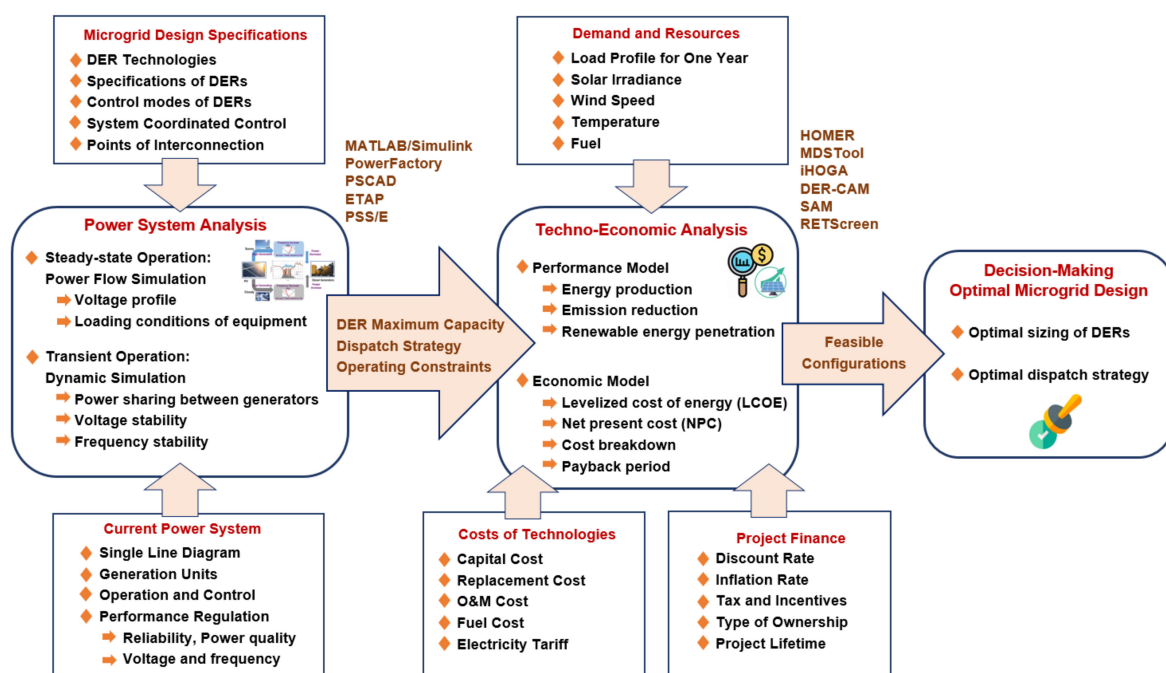 Microgrid Design Specifications
DER Technologies
Specifications of DERs
Control modes of DERs
System Coordinated Control
Points of Interconnection
Demand and Resources
Load Profile for One Year
Solar Irradiance
Wind Speed
Temperature
Fuel
MATLAB/Simulink
PowerFactory
PSCAD
ETAP
PSS/E
HOMER
MDSTool
iHOGA
DER-CAM
SAM
RETScreen
Power System Analysis
Steady-state Operation:
Power Flow Simulation
Voltage profile
Loading conditions of equipment
Transient Operation:
Dynamic Simulation
Power sharing between generators
Voltage stability
Frequency stability
DER Maximum Capacity
Dispatch Strategy
Operating Constraints
Techno-Economic Analysis
Performance Model
Energy production
Emission reduction
Renewable energy penetration
Economic Model
Levelized cost of energy (LCOE)
Net present cost (NPC)
Cost breakdown
Payback period
Feasible
Configurations
Decision-Making
Optimal Microgrid Design
Optimal sizing of DERs
Optimal dispatch strategy
Current Power System
Single Line Diagram
Generation Units
Operation and Control
Performance Regulation
Reliability, Power quality
Voltage and frequency
Costs of Technologies
Capital Cost
Replacement Cost
O&M Cost
Fuel Cost
Electricity Tariff
Project Finance
Discount Rate
Inflation Rate
Tax and Incentives
Type of Ownership
Project Lifetime